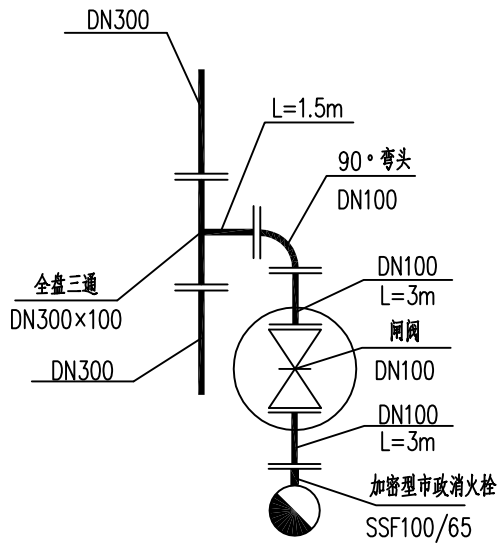 DN300
L=1.5m
90°弯头
DN100
DN100
L=3m
全盘三通
DN300×100
闸阀
DN100
DN300
DN100
L=3m
加密型市政消火栓
SSF100/65